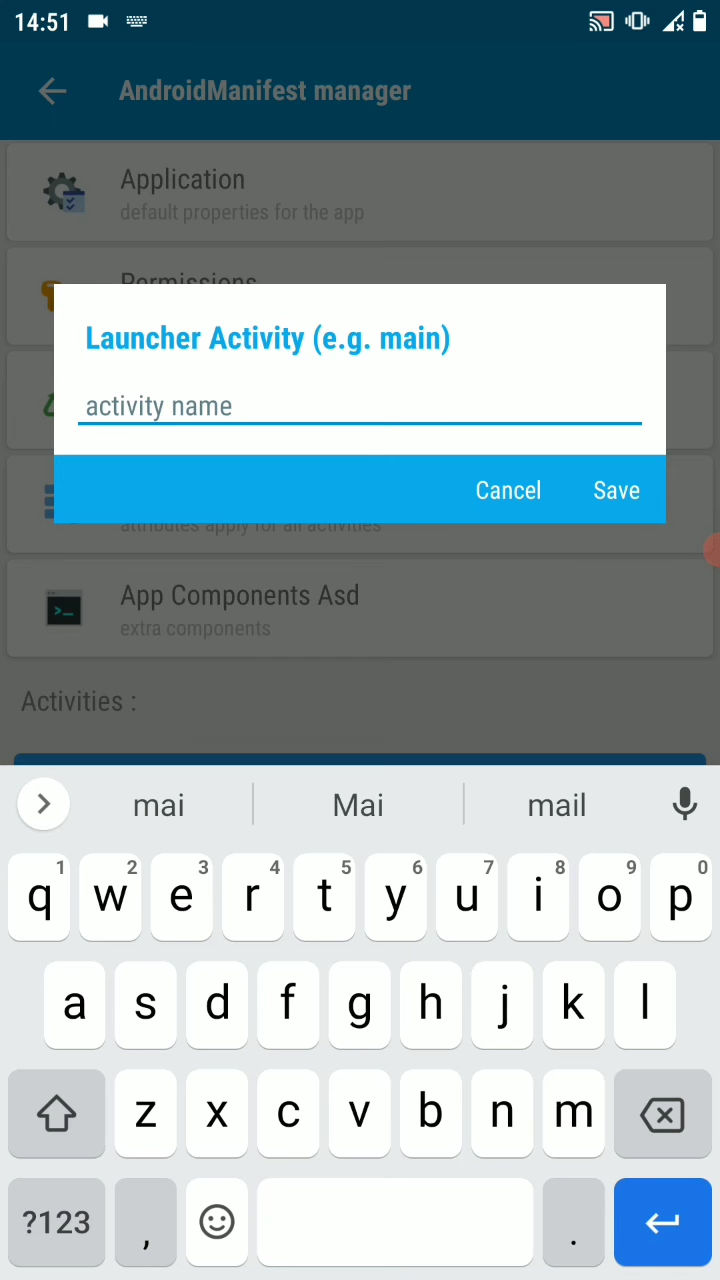 14:51
AndroidManifest manager
Application
default properties for the app
Permissions
Launcher Activity (e.g. main)
activity name
Cancel Save
attributes apply for all activities
App Components Asd
extra components
Activities :
mai Mai mail
q 1 w 2 e 3 r 4 t 5 y 6 u 7 i 8 o 9 p 0
a s d f g h j k l
z x c v b n m
?123 , .